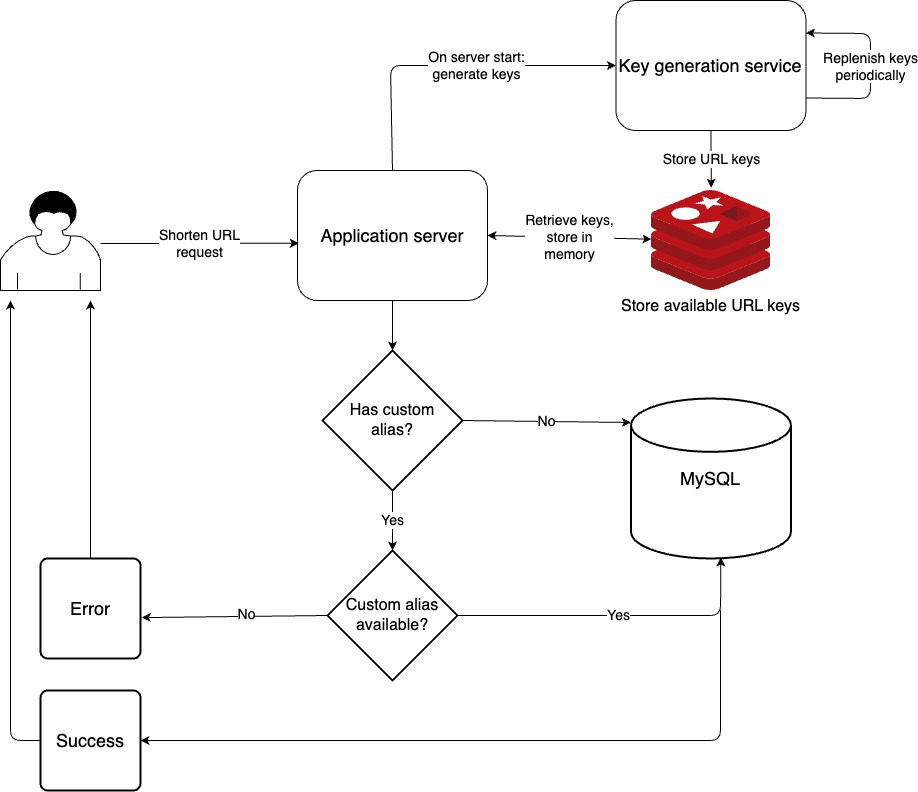 On server start:
generate keys
Key generation service
Replenish keys
periodically
Store URL keys
Shorten URL
request
Application server
Retrieve keys,
store in
memory
Store available URL keys
Has custom
alias?
No
MySQL
Yes
Error
No
Custom alias
available?
Yes
Success